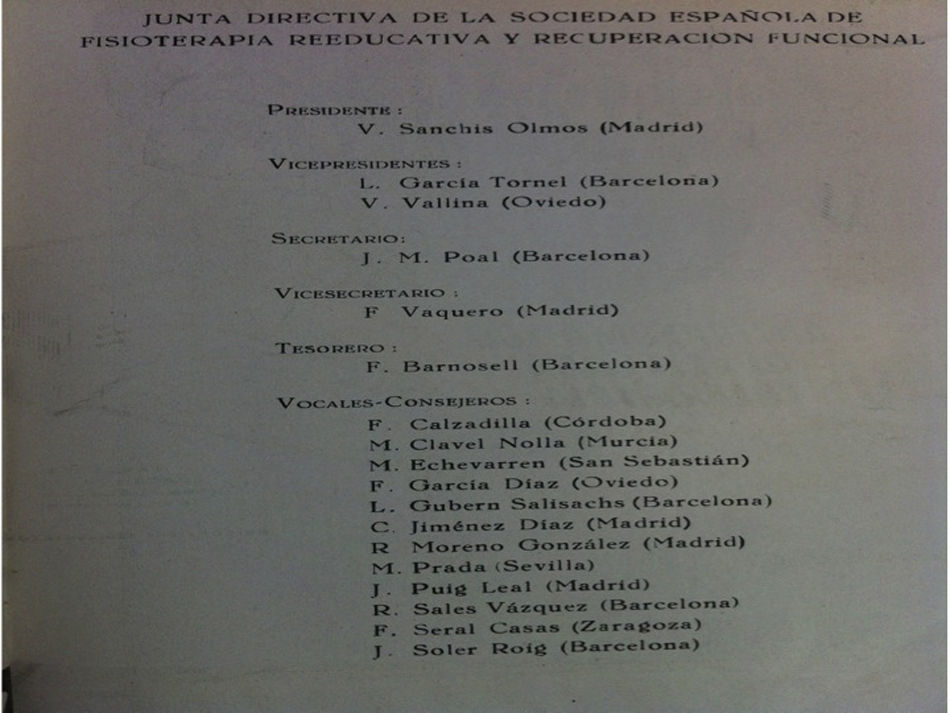 JUNTA DIRECTIVA DE LA SOCIEDAD ESPAÑOLA DE
FISIOTERAPIA REEDUCATIVA Y RECUPERACION FUNCIONAL
PRESIDENTE :
V. Sanchis Olmos (Madrid)
VICEPRESIDENTES :
L. García Tornel (Barcelona)
V. Vallina (Oviedo)
SECRETARIO:
J. M. Poal (Barcelona)
VICESECRETARIO :
F Vaquero (Madrid)
TESORERO :
F. Barnosell (Barcelona)
VOCALES-CONSEJEROS :
F. Calzadilla (Córdoba)
M. Clavel Nolla (Murcia)
M. Echevarren (San Sebastián)
F. García Díaz (Oviedo)
L. Gubern Salisachs (Barcelona)
C. Jiménez Díaz (Madrid)
R Moreno González (Madrid)
M. Prada (Sevilla)
J. Puig Leal (Madrid)
R. Sales Vázquez (Barcelona)
F. Seral Casas (Zaragoza)
J. Soler Roig (Barcelona)